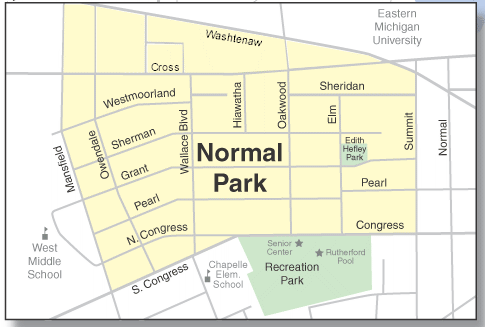 Eastern
Michigan
University
Washtenaw
Cross
Sheridan
Westmoorland
Hiawatha
Oakwood
Elm
Summit
Normal
Wallace Blvd
Owendale
Sherman
Mansfield
Edith
Hefley
Park
Normal
Park
Grant
Pearl
Pearl
N. Congress
Congress
West
Middle
School
S. Congress
Chapelle
Elem.
School
Senior
Center
Rutherford
Pool
Recreation
Park